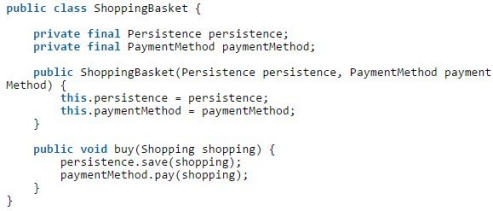 public class ShoppingBasket {
    private final Persistence persistence;
    private final PaymentMethod paymentMethod;
    public ShoppingBasket(Persistence persistence, PaymentMethod payment
Method) {
        this.persistence = persistence;
        this.paymentMethod = paymentMethod;
    }
    public void buy(Shopping shopping) {
        persistence.save(shopping);
        paymentMethod.pay(shopping);
    }
}